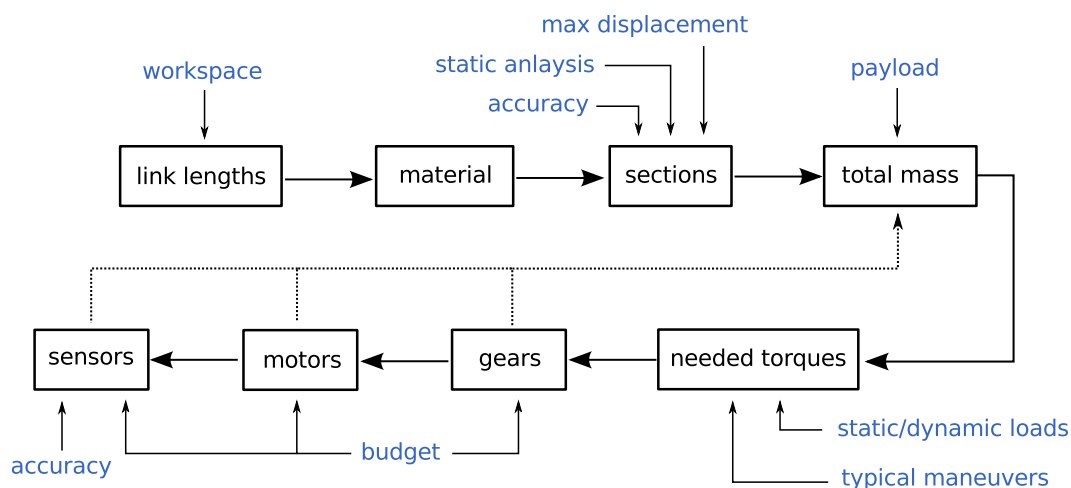 max displacement
static anlaysis
workspace
payload
accuracy
link lengths
material
sections
total mass
sensors
motors
gears
needed torques
static/dynamic loads
budget
accuracy
typical maneuvers